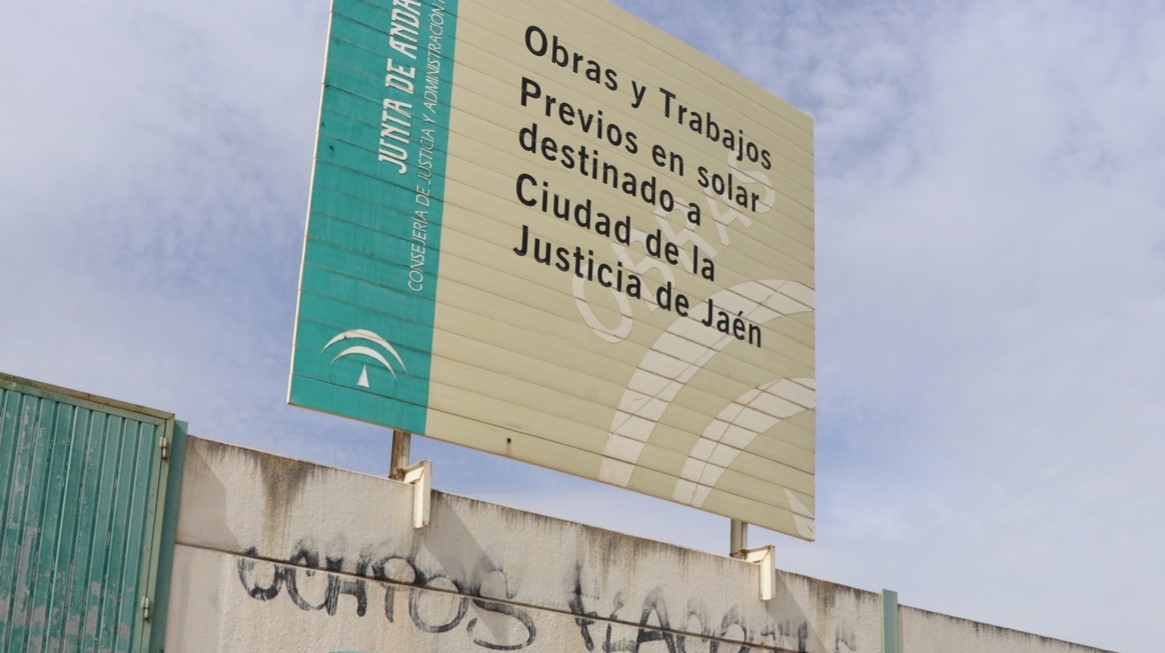 JUNTA DE ANDA
CONSEJERÍA DE JUSTICIA Y ADMINISTRACIÓN
Obras y Trabajos
Previos en solar
destinado a
Ciudad de la
Justicia de Jaén
OBRAS